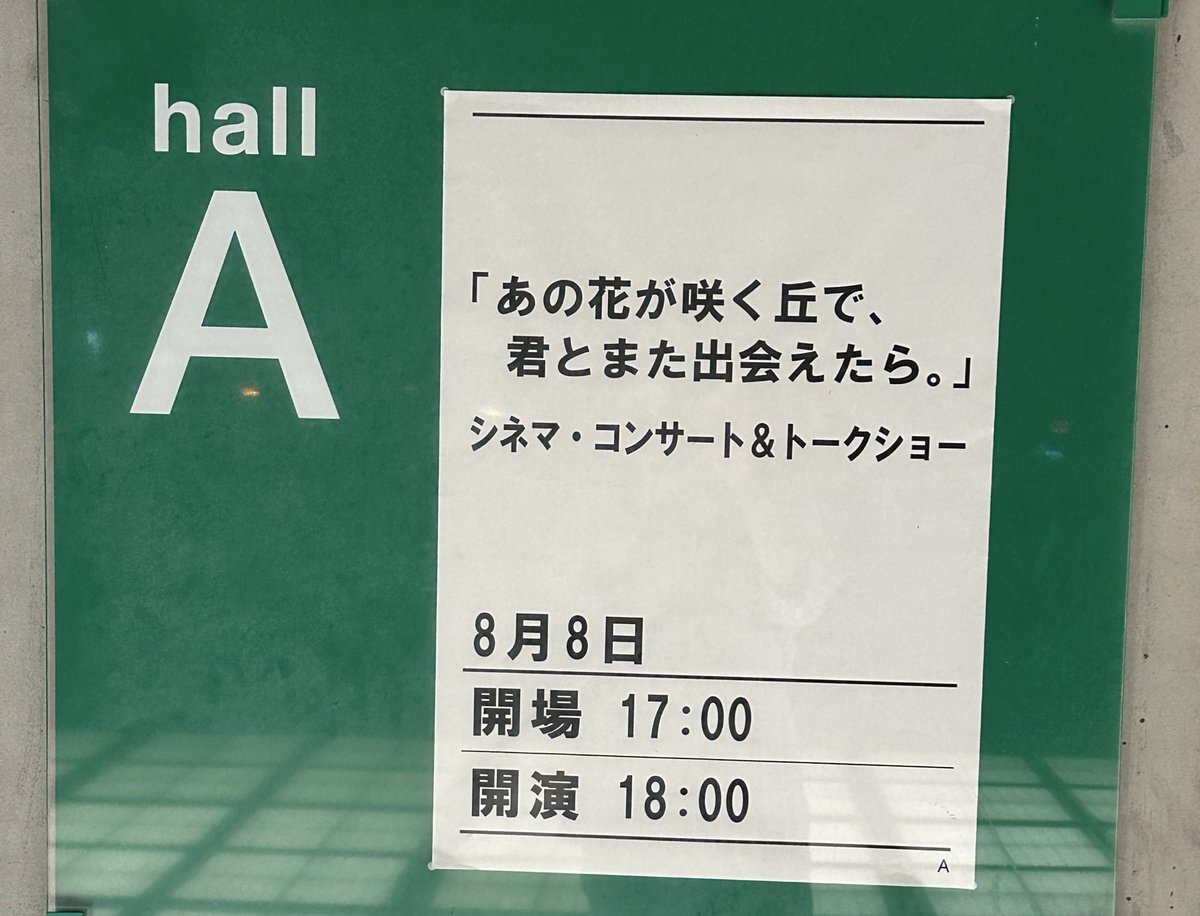 hall
A
「あの花が咲く丘で、
君とまた出会えたら。」
シネマ・コンサート&トークショー
8月8日
開場 17:00
開演 18:00
A